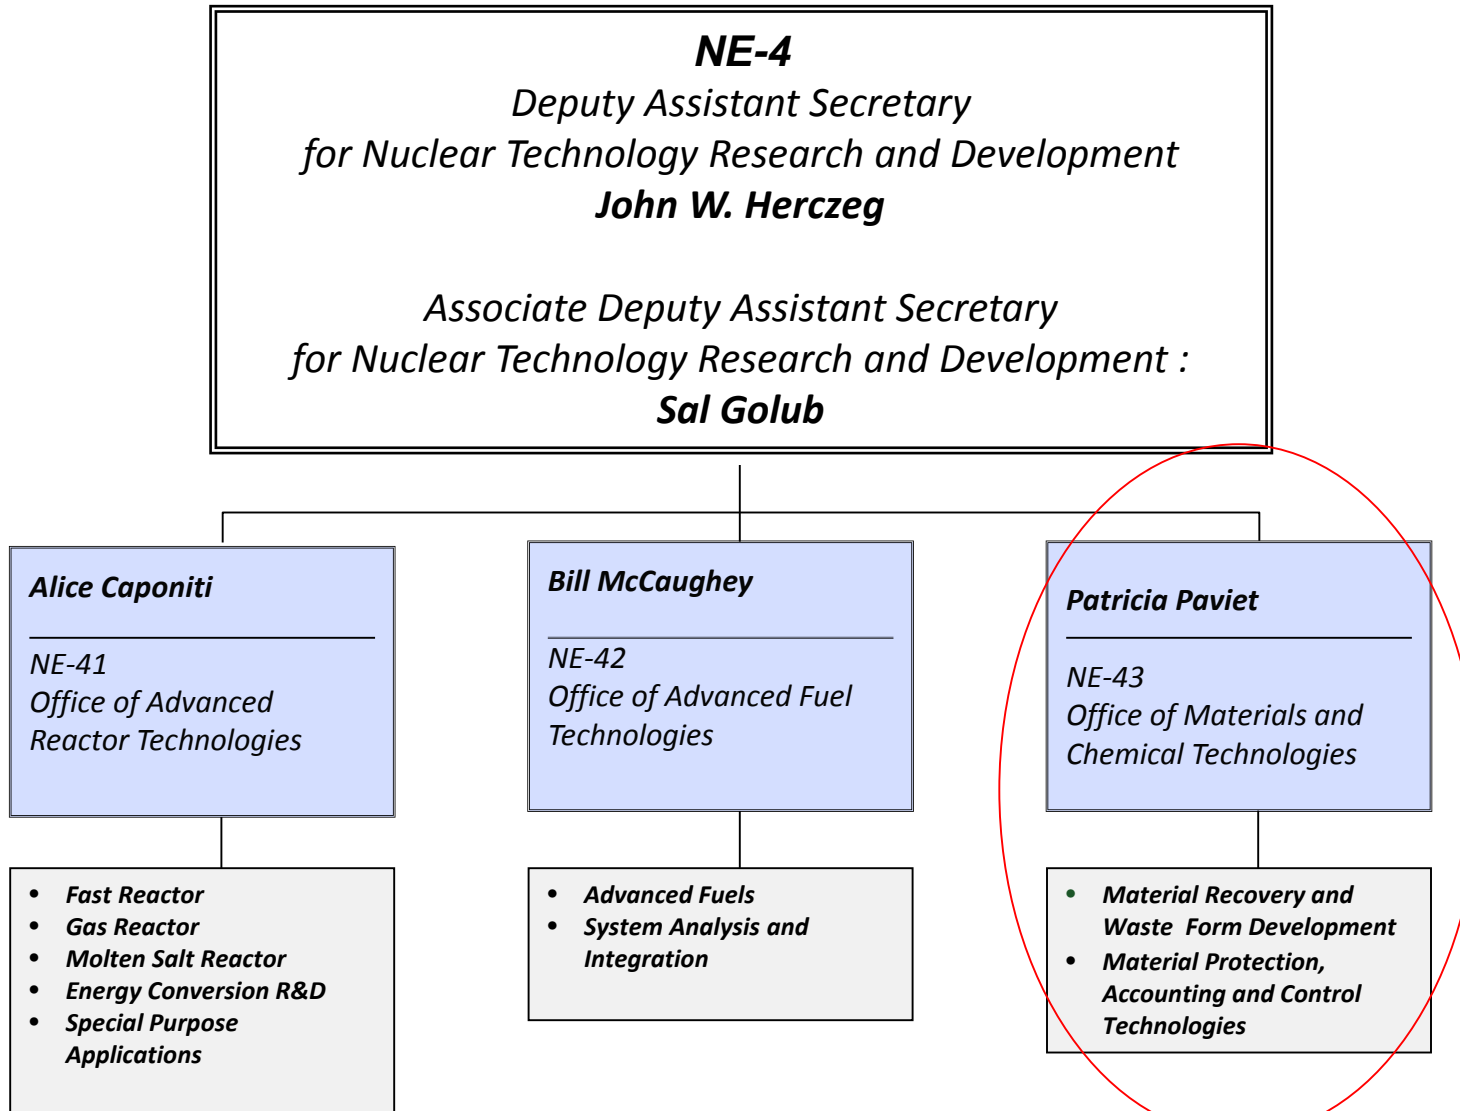 NE-4
Deputy Assistant Secretary
for Nuclear Technology Research and Development
John W. Herczeg
Associate Deputy Assistant Secretary
for Nuclear Technology Research and Development :
Sal Golub
Alice Caponiti
NE-41
Office of Advanced
Reactor Technologies
• Fast Reactor
• Gas Reactor
• Molten Salt Reactor
• Energy Conversion R&D
• Special Purpose
Applications
Bill McCaughey
NE-42
Office of Advanced Fuel
Technologies
• Advanced Fuels
• System Analysis and
Integration
Patricia Paviet
NE-43
Office of Materials and
Chemical Technologies
• Material Recovery and
Waste Form Development
• Material Protection,
Accounting and Control
Technologies